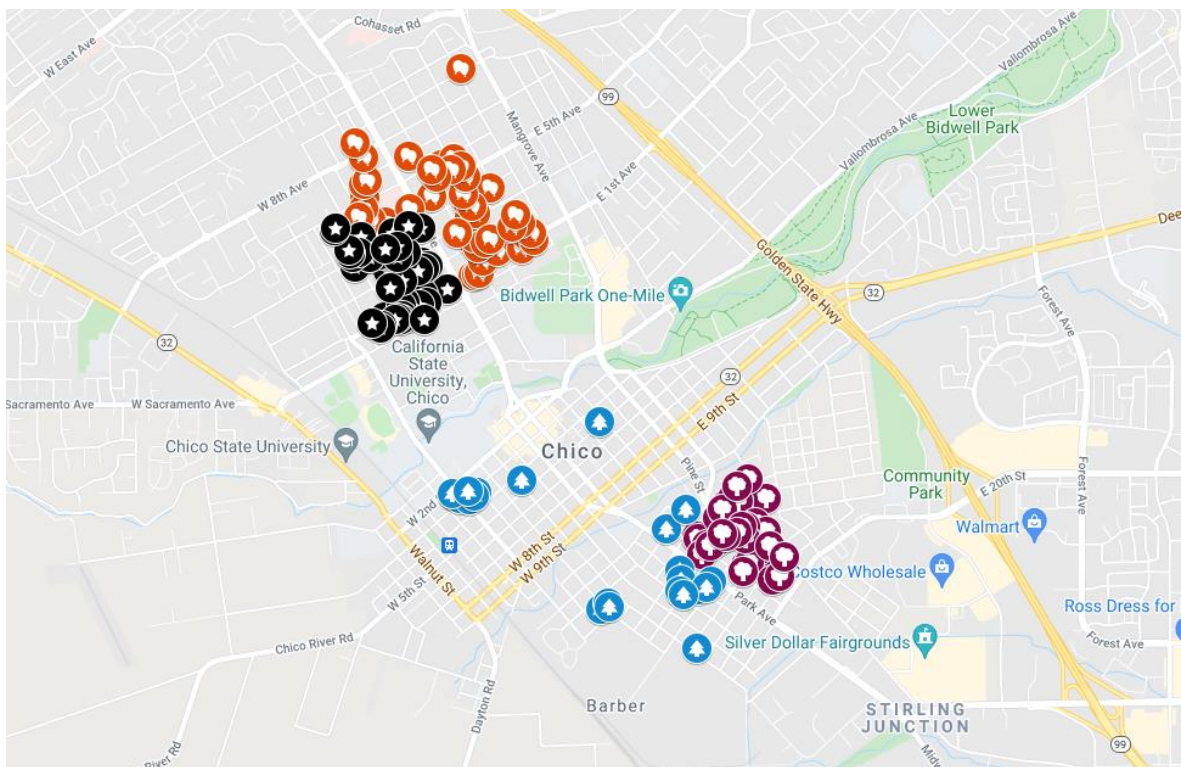 Cohasset Rd
W East Ave
Vallombrosa Ave
99
Mangrove Ave
E 5th Ave
Lower
Bidwell Park
Vallombrosa Ave
E 1st Ave
W 8th Ave
Dee
Golden State Hwy
Bidwell Park One-Mile
32
Forest Ave
32
California
State
University,
Chico
32
Sacramento Ave
W Sacramento Ave
E 9th St
Chico State University
Chico
Pine St
Community
Park
E 20th St
Forest Ave
W 2nd
Walmart
W 8th St
W 9th St
Walnut St
Costco Wholesale
W 5th St
Park Ave
Ross Dress for
Chico River Rd
Silver Dollar Fairgrounds
Forest Ave
Dayton Rd
Barber
STIRLING
JUNCTION
River Rd
Midw
99